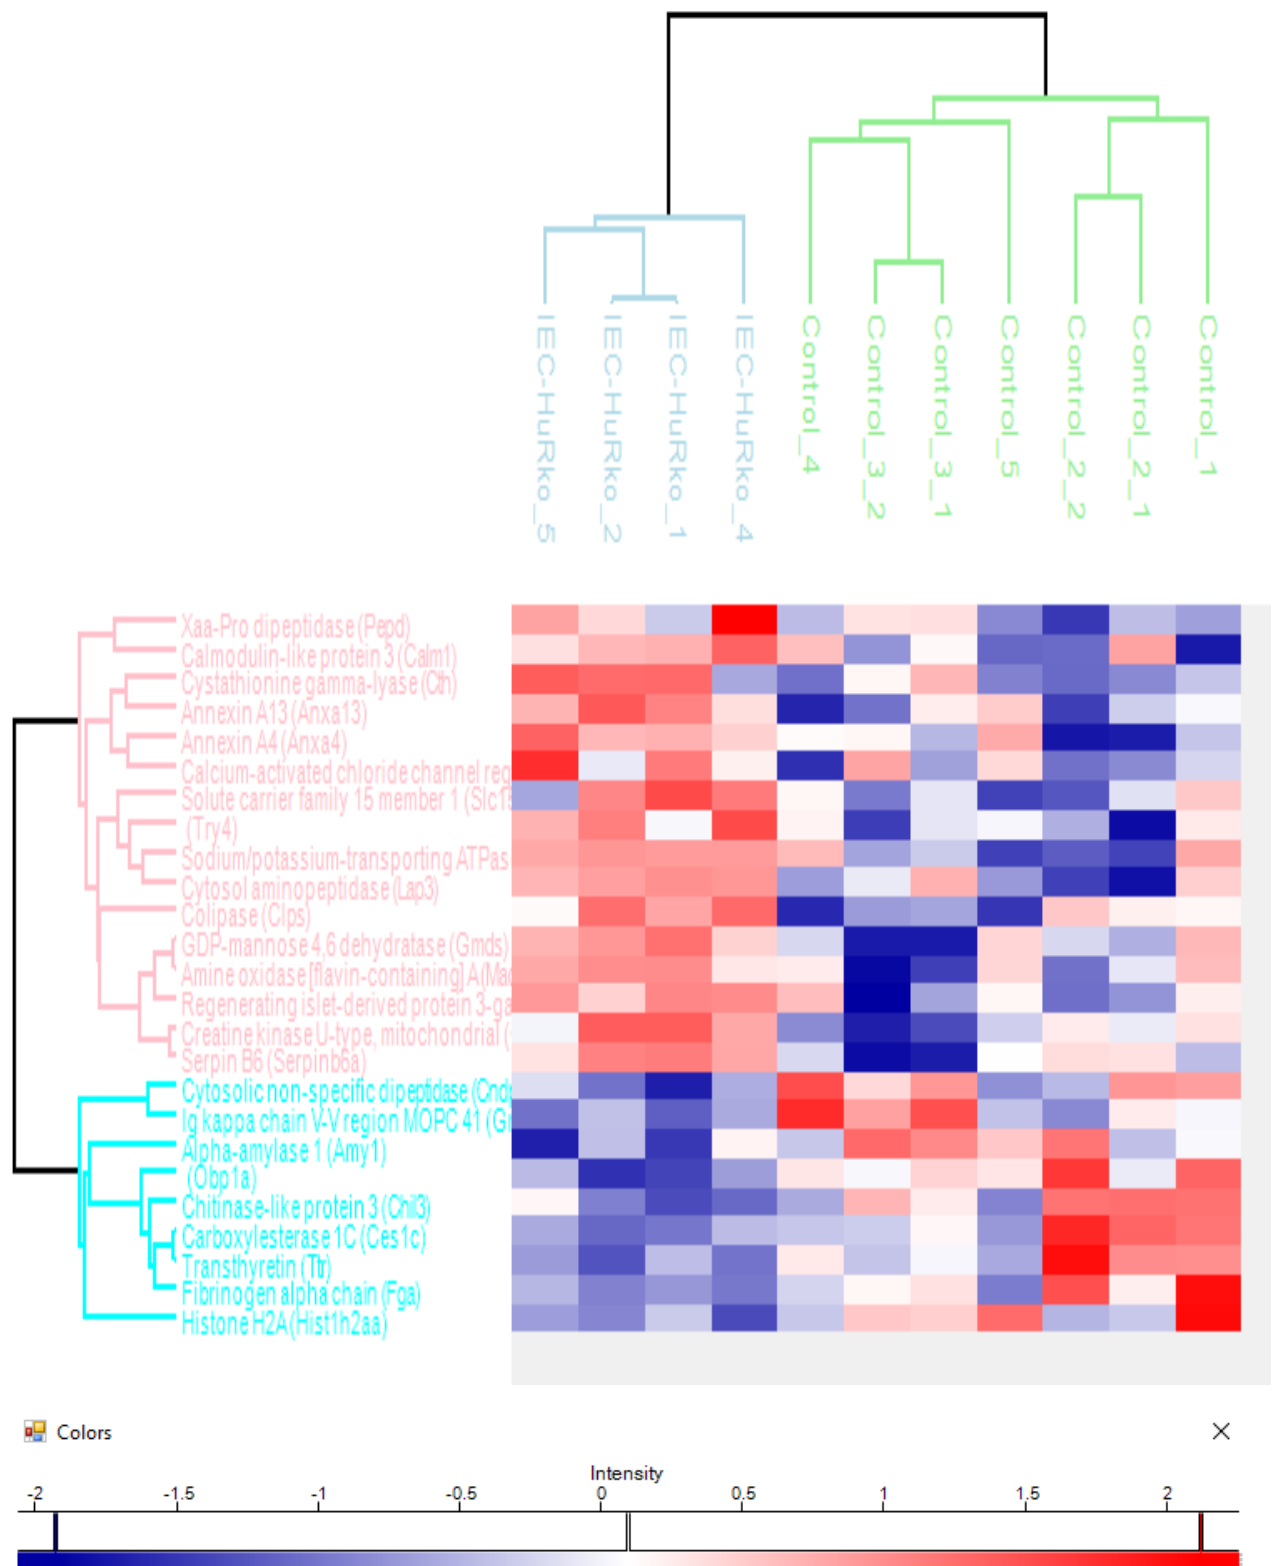 IEC-HuRko_5
IEC-HuRko_2
IEC-HuRko_1
IEC-HuRko_4
Control_4
Control_3_2
Control_3_1
Control_5
Control_2_2
Control_2_1
Control_1
Xaa-Pro dipeptidase (Pepd)
Calmodulin-like protein 3 (Calm1)
Cystathionine gamma-lyase (Cth)
Annexin A13 (Anxa13)
Annexin A4 (Anxa4)
Calcium-activated chloride channel reg
Solute carrier family 15 member 1 (Slc15
(Try4)
Sodium/potassium-transporting ATPas
Cytosol aminopeptidase (Lap3)
Colipase (Clps)
GDP-mannose 4,6 dehydratase (Gmds)
Amine oxidase [flavin-containing] A (Mao
Regenerating islet-derived protein 3-ga
Creatine kinase U-type, mitochondrial (
Serpin B6 (Serpinb6a)
Cytosolic non-specific dipeptidase (Cndp
Ig kappa chain V-V region MOPC 41 (G
Alpha-amylase 1 (Amy1)
(Obp1a)
Chitinase-like protein 3 (Chil3)
Carboxylesterase 1C (Ces1c)
Transthyretin (Ttr)
Fibrinogen alpha chain (Fga)
Histone H2A (Hist1h2aa)
Colors
Intensity
-2 -1.5 -1 -0.5 0 0.5 1 1.5 2